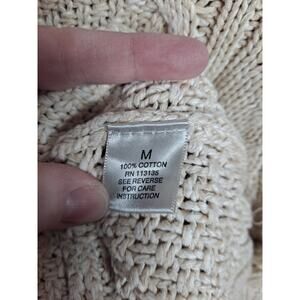 M
100% COTTON
RN 113135
SEE REVERSE
FOR CARE
INSTRUCTION